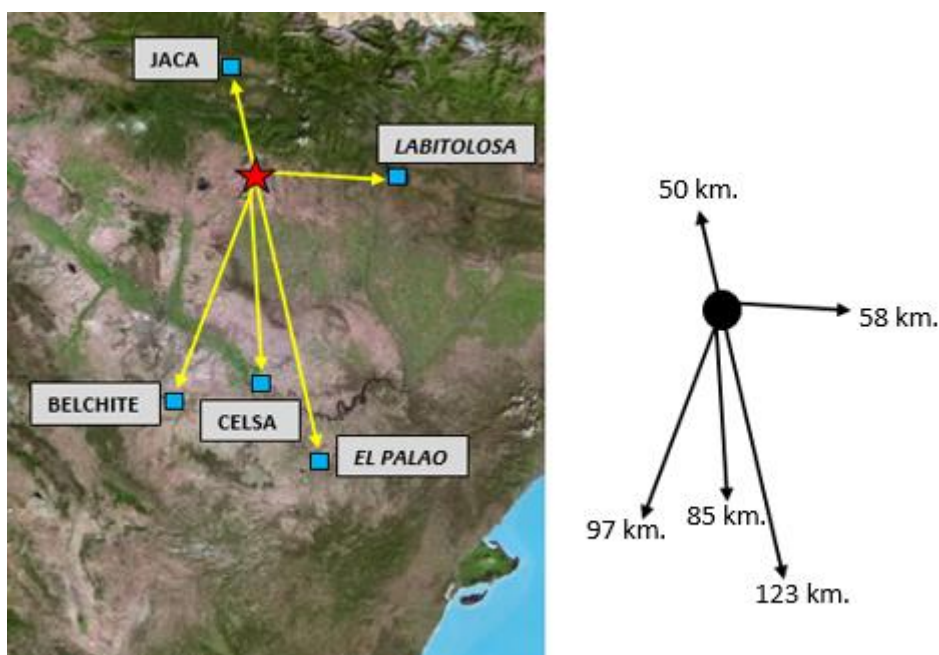 JACA
LABITOLOSA
BELCHITE
CELSA
EL PALAO
50 km.
58 km.
97 km.
85 km.
123 km.